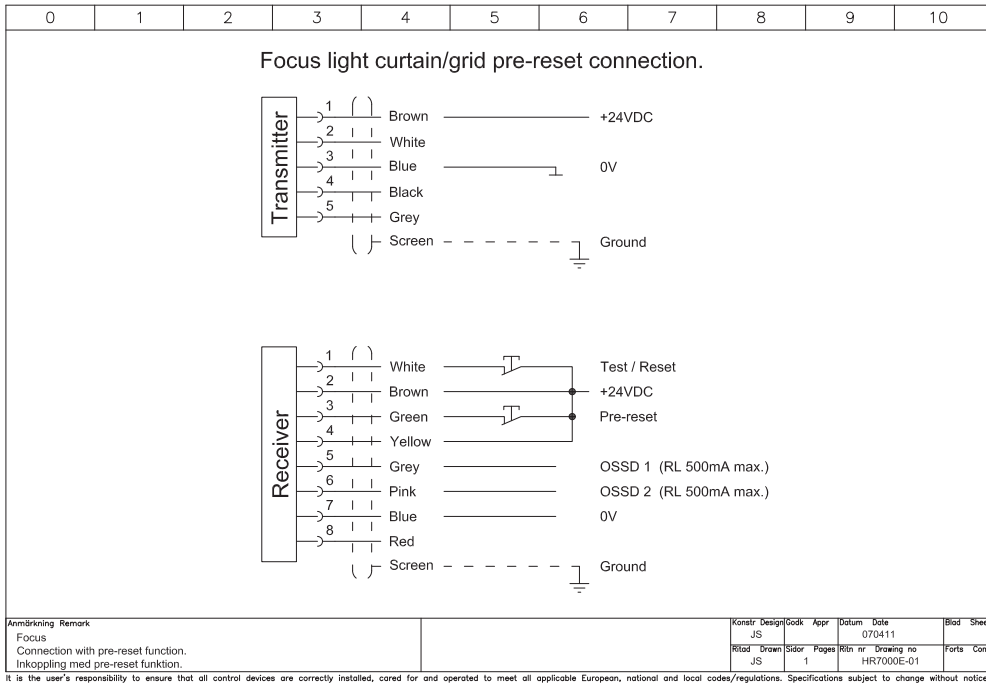 0 1 2 3 4 5 6 7 8 9 10
Focus light curtain/grid pre-reset connection.
Transmitter
1 Brown +24VDC
2 White
3 Blue 0V
4 Black
5 Grey
Screen Ground
Receiver
1 White Test / Reset
2 Brown +24VDC
3 Green Pre-reset
4 Yellow
5 Grey OSSD 1 (RL 500mA max.)
6 Pink OSSD 2 (RL 500mA max.)
7 Blue 0V
8 Red
Screen Ground
Anmärkning Remark
Focus
Connection with pre-reset function.
Inkoppling med pre-reset funktion.
Konstr Design Godk Appr Datum Date Blad Shee
JS 070411
Ritad Drawn Sidor Pages Ritn nr Drawing no Forts Con
JS 1 HR7000E-01
It is the user's responsibility to ensure that all control devices are correctly installed, cared for and operated to meet all applicable European, national and local codes/regulations. Specifications subject to change without notice